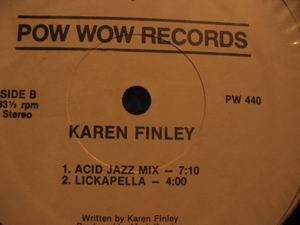 POW WOW RECORDS
SIDE B
33⅓ rpm
Stereo
PW 440
KAREN FINLEY
1. ACID JAZZ MIX – 7:10
2. LICKAPELLA – 4:00
Written by Karen Finley